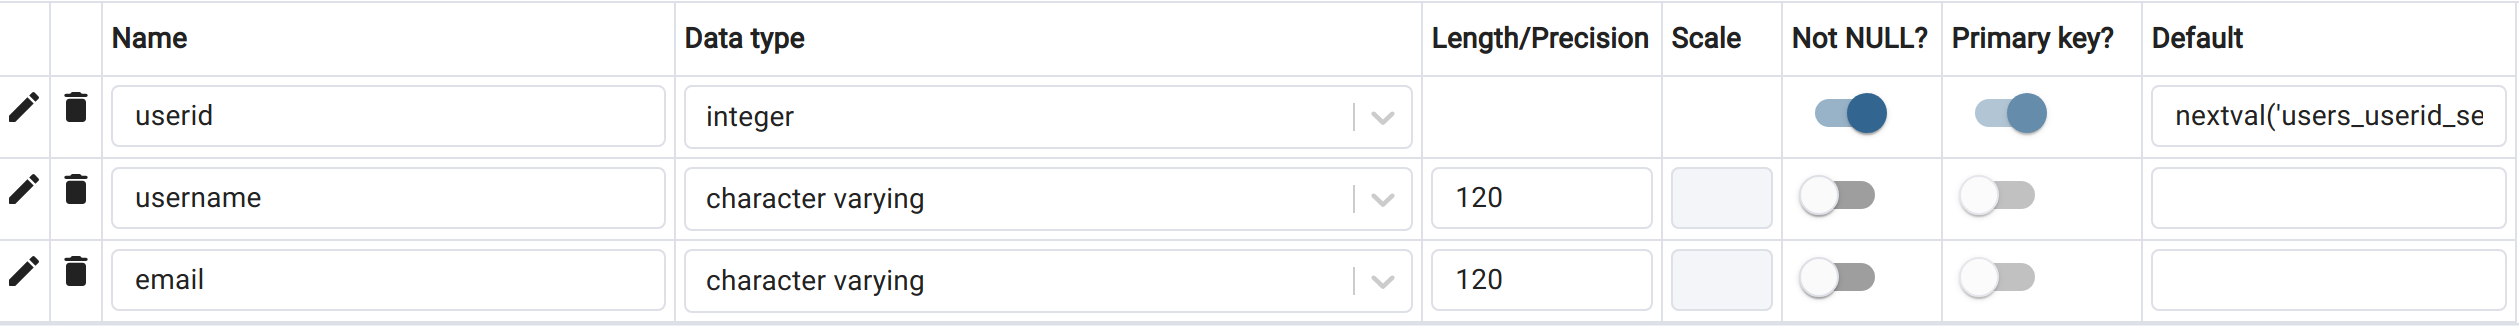 Name Data type Length/Precision Scale Not NULL? Primary key? Default
userid integer nextval('users_userid_se
username character varying 120
email character varying 120